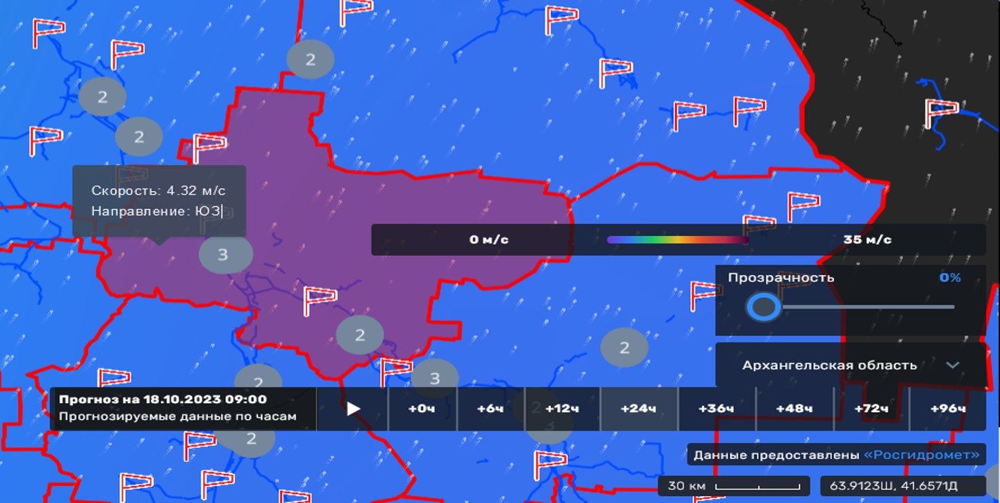 2
2
2
Скорость: 4.32 м/с
Направление: ЮЗ
0 м/с
35 м/с
3
Прозрачность
0%
2
2
Архангельская область
3
2
Прогноз на 18.10.2023 09:00
Прогнозируемые данные по часам
+0ч
+6ч
+12ч
+24ч
+36ч
+48ч
+72ч
+96ч
2
3
2
Данные предоставлены «Росгидромет»
30 км
63.9123Ш, 41.6571Д